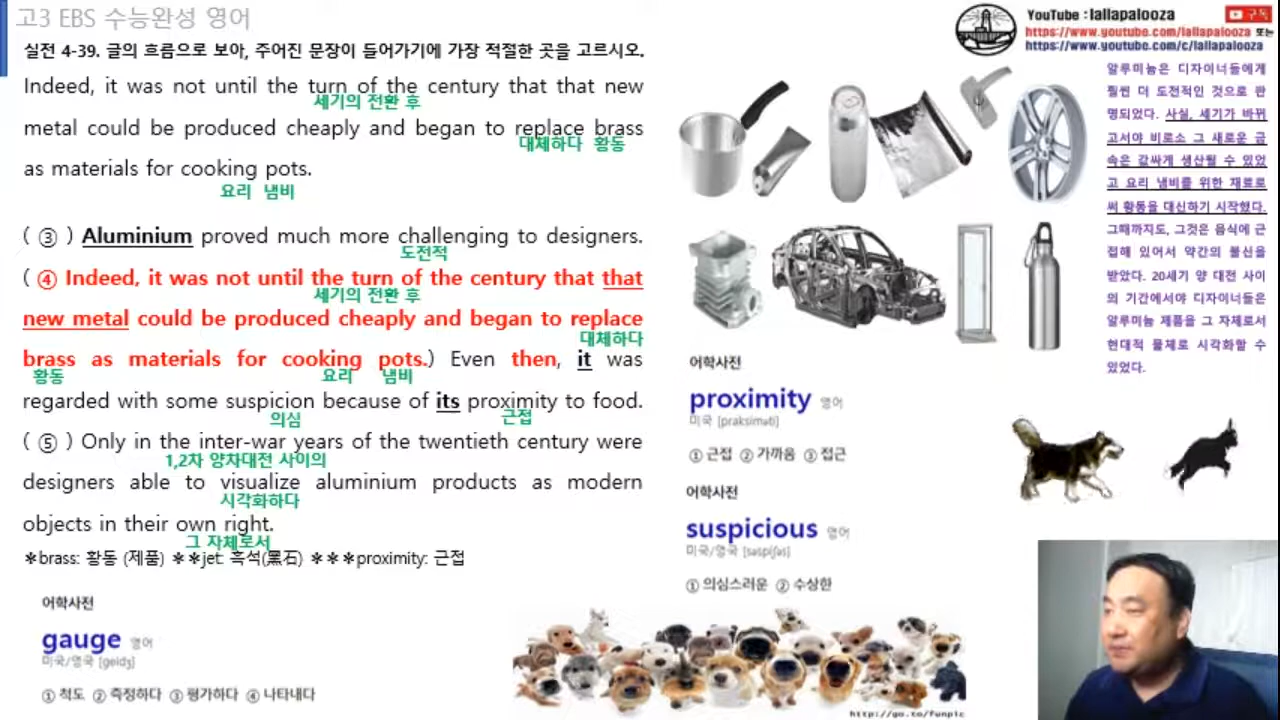 고3 EBS 수능완성 영어
실전 4-39. 글의 흐름으로 보아, 주어진 문장이 들어가기에 가장 적절한 곳을 고르시오.
Indeed, it was not until the turn of the century that that new
세기의 전환 후
metal could be produced cheaply and began to replace brass
대체하다 황동
as materials for cooking pots.
요리 냄비
( ③ ) Aluminium proved much more challenging to designers.
도전적
( ④ Indeed, it was not until the turn of the century that that
세기의 전환 후
new metal could be produced cheaply and began to replace
대체하다
brass as materials for cooking pots.) Even then, it was
황동 요리 냄비
regarded with some suspicion because of its proximity to food.
의심 근접
( ⑤ ) Only in the inter-war years of the twentieth century were
1,2차 양차대전 사이의
designers able to visualize aluminium products as modern
시각화하다
objects in their own right.
그 자체로서
*brass: 황동 (제품) **jet: 흑석(黑石) ***proximity: 근접
어학사전
gauge 영어
미국/영국 [geidʒ]
① 척도 ② 측정하다 ③ 평가하다 ④ 나타내다
YouTube : lallapalooza
구독
https://www.youtube.com/lallapalooza 또는
https://www.youtube.com/c/lallapalooza
알루미늄은 디자이너들에게
훨씬 더 도전적인 것으로 판
명되었다. 사실, 세기가 바뀌
고서야 비로소 그 새로운 금
속은 값싸게 생산될 수 있었
고 요리 냄비를 위한 재료로
써 황동을 대신하기 시작했다.
그때까지도, 그것은 음식에 근
접해 있어서 약간의 불신을
받았다. 20세기 양 대전 사이
의 기간에서야 디자이너들은
알루미늄 제품을 그 자체로서
현대적 물체로 시각화할 수
있었다.
어학사전
proximity 영어
미국 [prɑksíməti]
① 근접 ② 가까움 ③ 접근
어학사전
suspicious 영어
미국/영국 [səspíʃəs]
① 의심스러운 ② 수상한
http://go.to/funpic